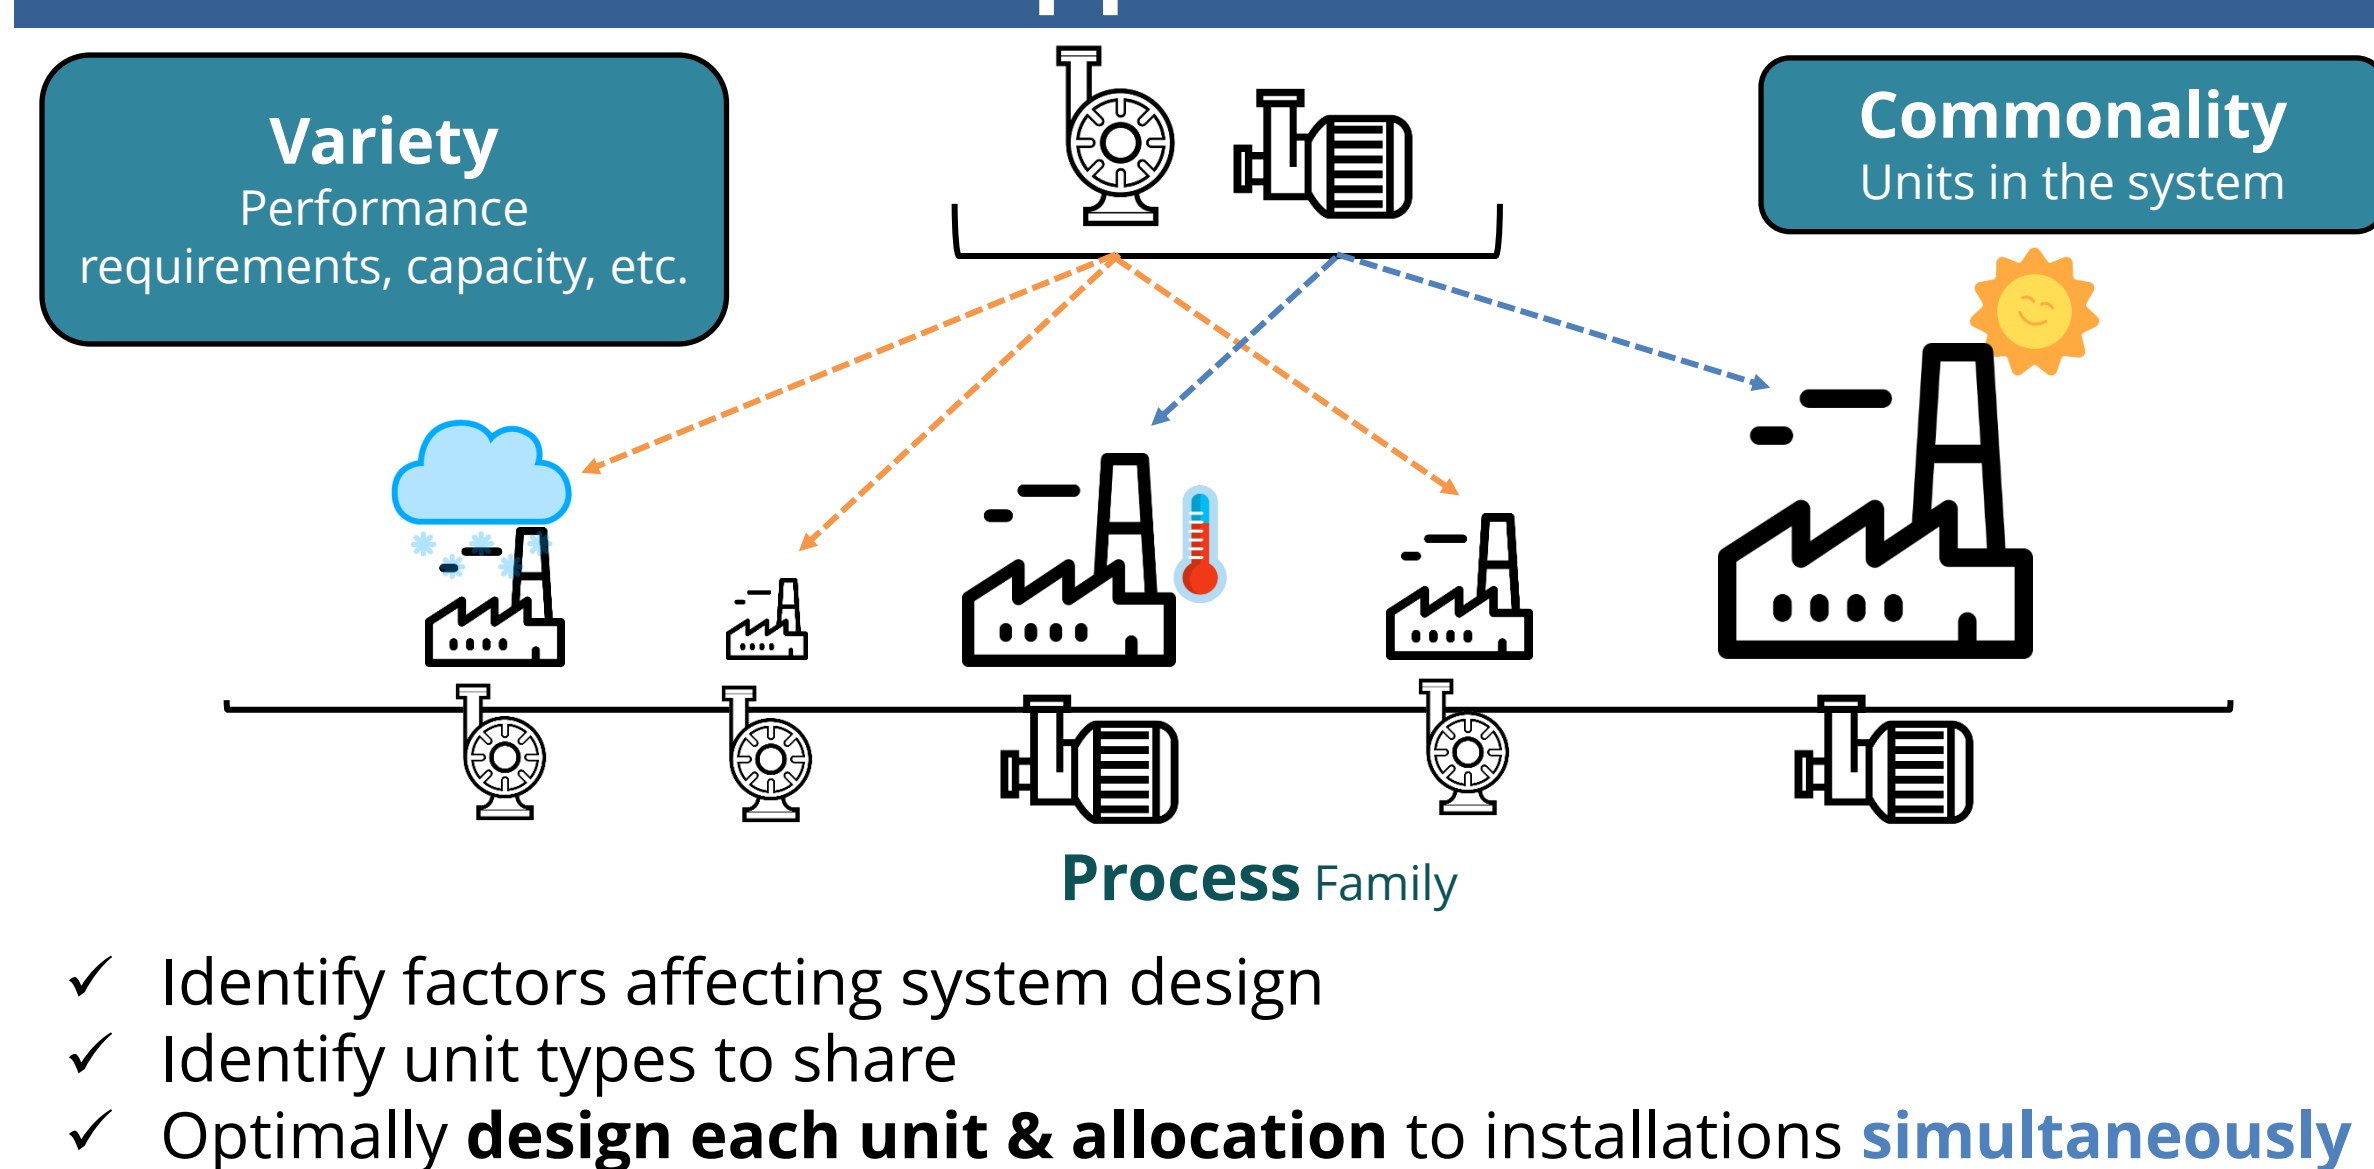 Variety
Performance
requirements, capacity, etc.
Commonality
Units in the system
Process Family
✓ Identify factors affecting system design
✓ Identify unit types to share
✓ Optimally design each unit & allocation to installations simultaneously